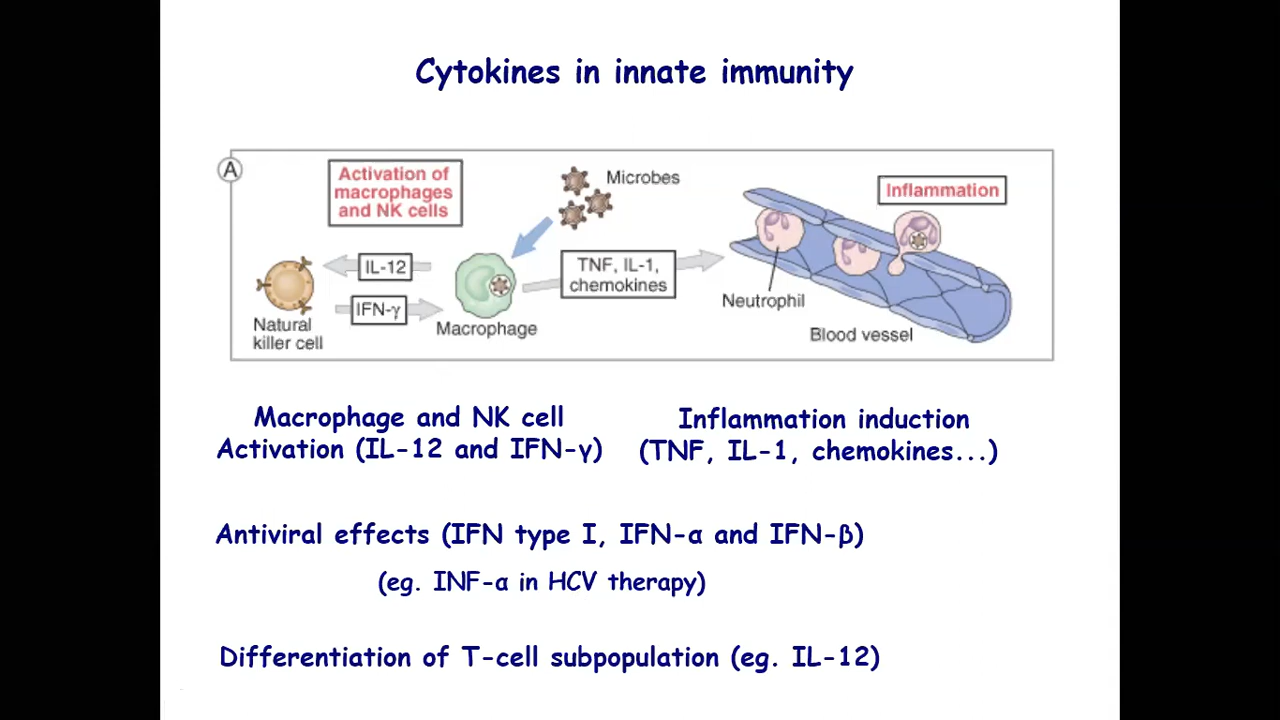 Cytokines in innate immunity
A
Activation of
macrophages
and NK cells
Microbes
Inflammation
IL-12
TNF, IL-1,
chemokines
IFN-γ
Neutrophil
Natural
killer cell
Macrophage
Blood vessel
Macrophage and NK cell
Activation (IL-12 and IFN-γ)
Inflammation induction
(TNF, IL-1, chemokines...)
Antiviral effects (IFN type I, IFN-α and IFN-β)
(eg. INF-α in HCV therapy)
Differentiation of T-cell subpopulation (eg. IL-12)